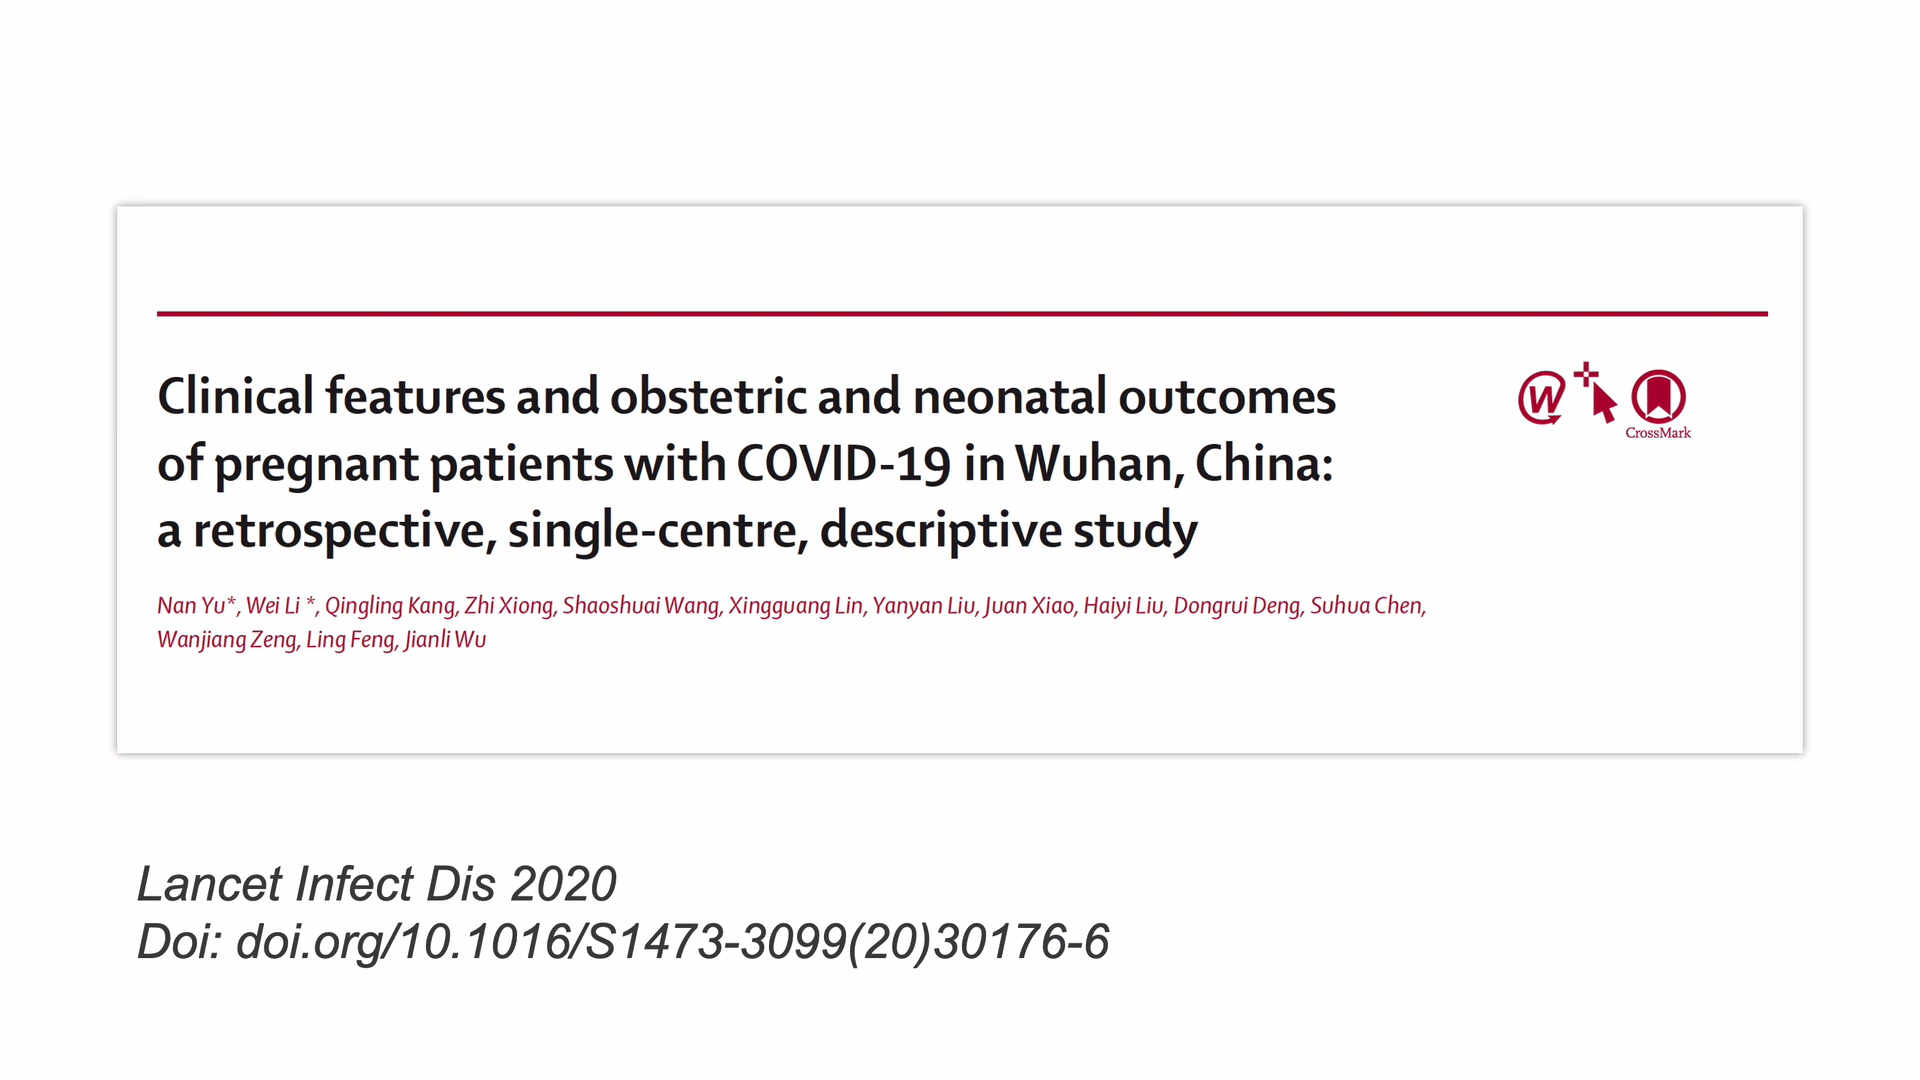 Clinical features and obstetric and neonatal outcomes
of pregnant patients with COVID-19 in Wuhan, China:
a retrospective, single-centre, descriptive study
W
CrossMark
Nan Yu*, Wei Li *, Qingling Kang, Zhi Xiong, Shaoshuai Wang, Xingguang Lin, Yanyan Liu, Juan Xiao, Haiyi Liu, Dongrui Deng, Suhua Chen,
Wanjiang Zeng, Ling Feng, Jianli Wu
Lancet Infect Dis 2020
Doi: doi.org/10.1016/S1473-3099(20)30176-6